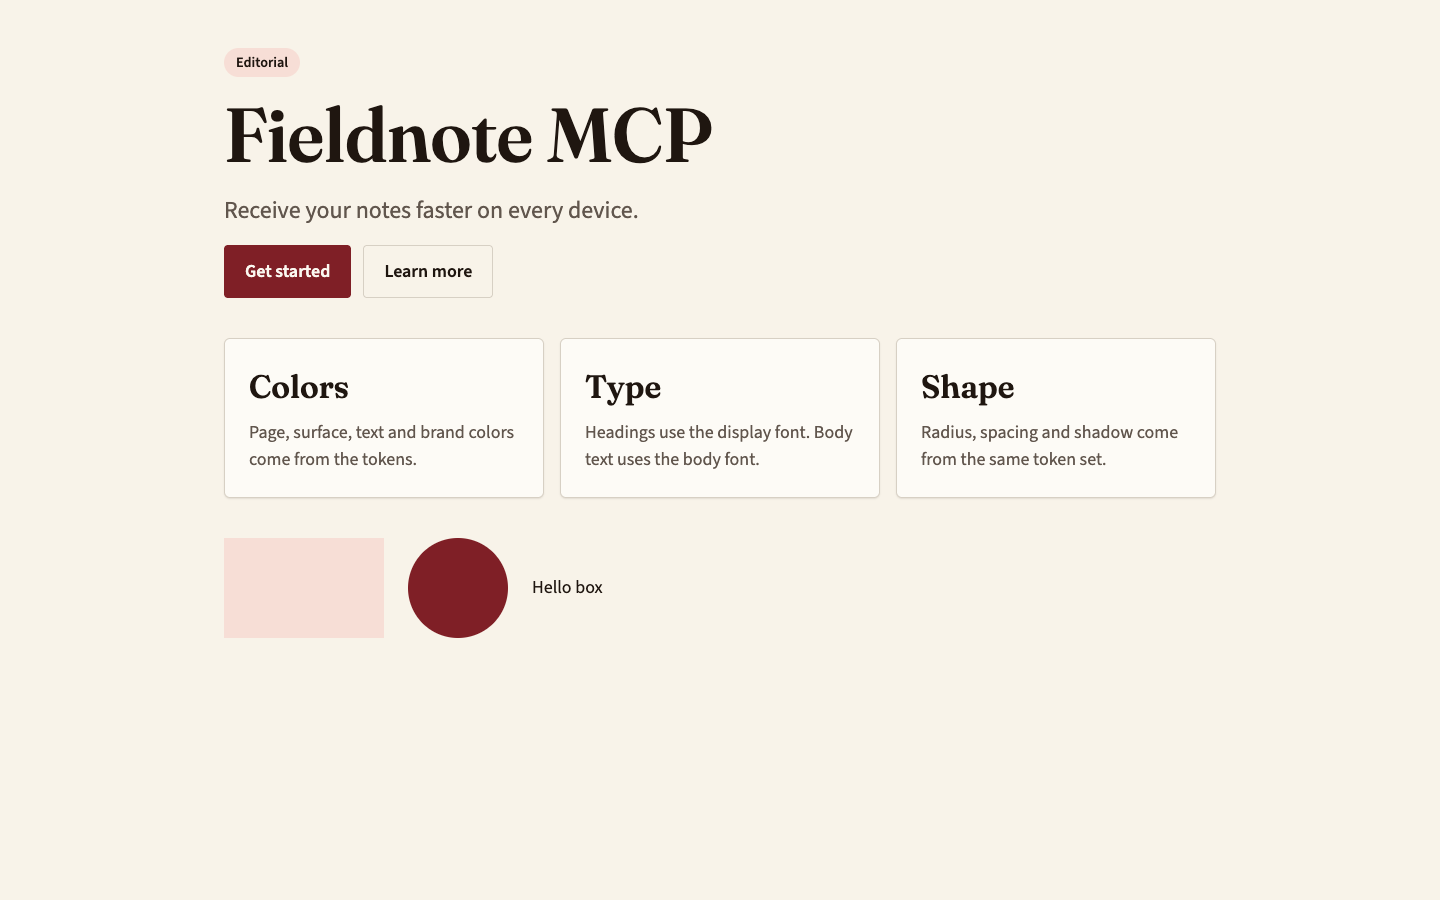 Editorial
Fieldnote MCP
Receive your notes faster on every device.
Get started
Learn more
Colors
Page, surface, text and brand colors
come from the tokens.
Type
Headings use the display font. Body
text uses the body font.
Shape
Radius, spacing and shadow come
from the same token set.
Hello box